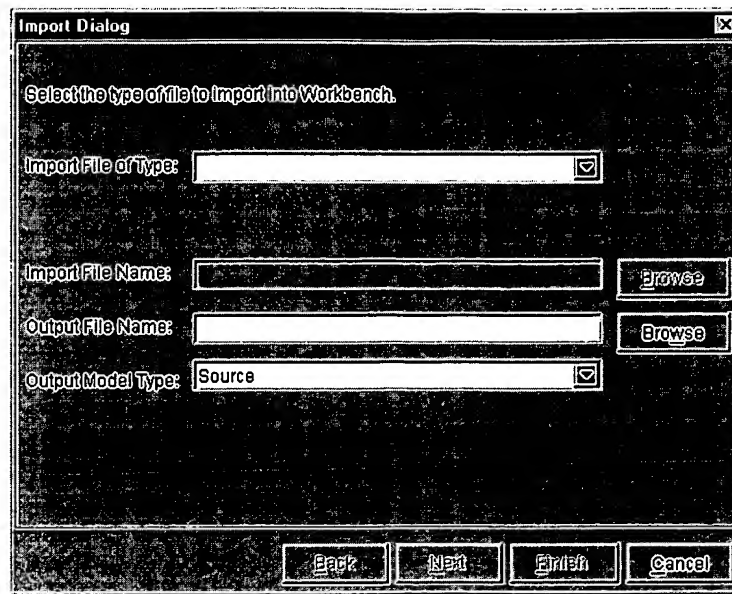 Import Dialog
Select the type of file to import into Workbench.
Import File of Type:
Import File Name:
Browse
Output File Name:
Browse
Output Model Type:
Source
Back
Next
Finish
Cancel